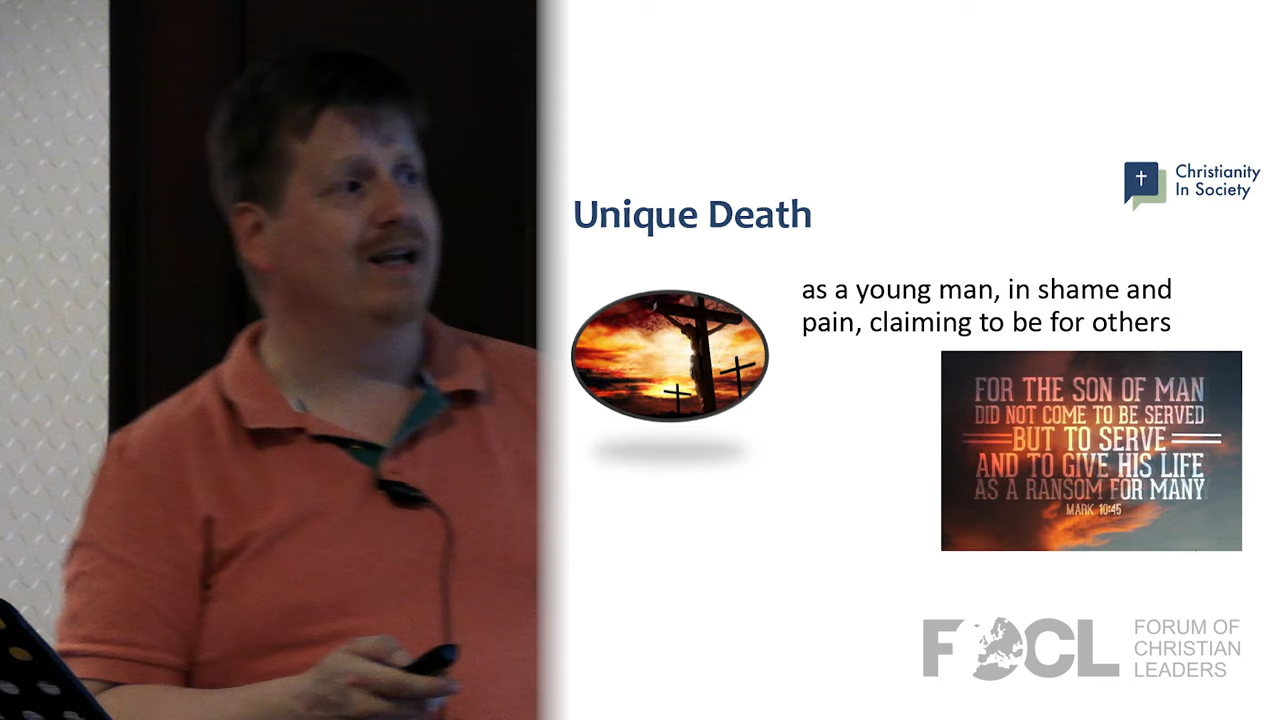 Christianity
In Society
Unique Death
as a young man, in shame and
pain, claiming to be for others
FOR THE SON OF MAN
DID NOT COME TO BE SERVED
BUT TO SERVE
AND TO GIVE HIS LIFE
AS A RANSOM FOR MANY
MARK 10:45
FOCL
FORUM OF
CHRISTIAN
LEADERS